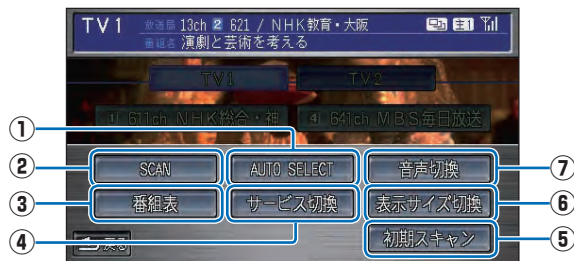 TV1 放送局 13ch 2 621 / NHK教育・大阪 主1
番組名 演劇と芸術を考える
TV1 TV2
1 611ch NHK総合・神 4 641ch MBS毎日放送
①
② SCAN AUTO SELECT 音声切換 ⑦
③ 番組表 サービス切換 表示サイズ切換 ⑥
④ 戻る 初期スキャン ⑤